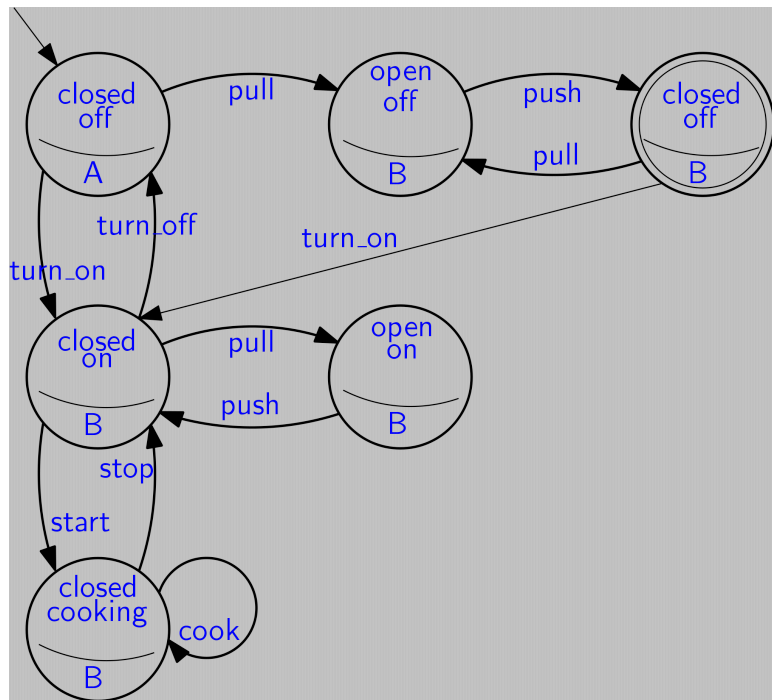 closed
off
A
pull
open
off
B
push
pull
closed
off
B
turn_on
turn_off
turn_on
closed
on
B
pull
push
open
on
B
start
stop
closed
cooking
B
cook